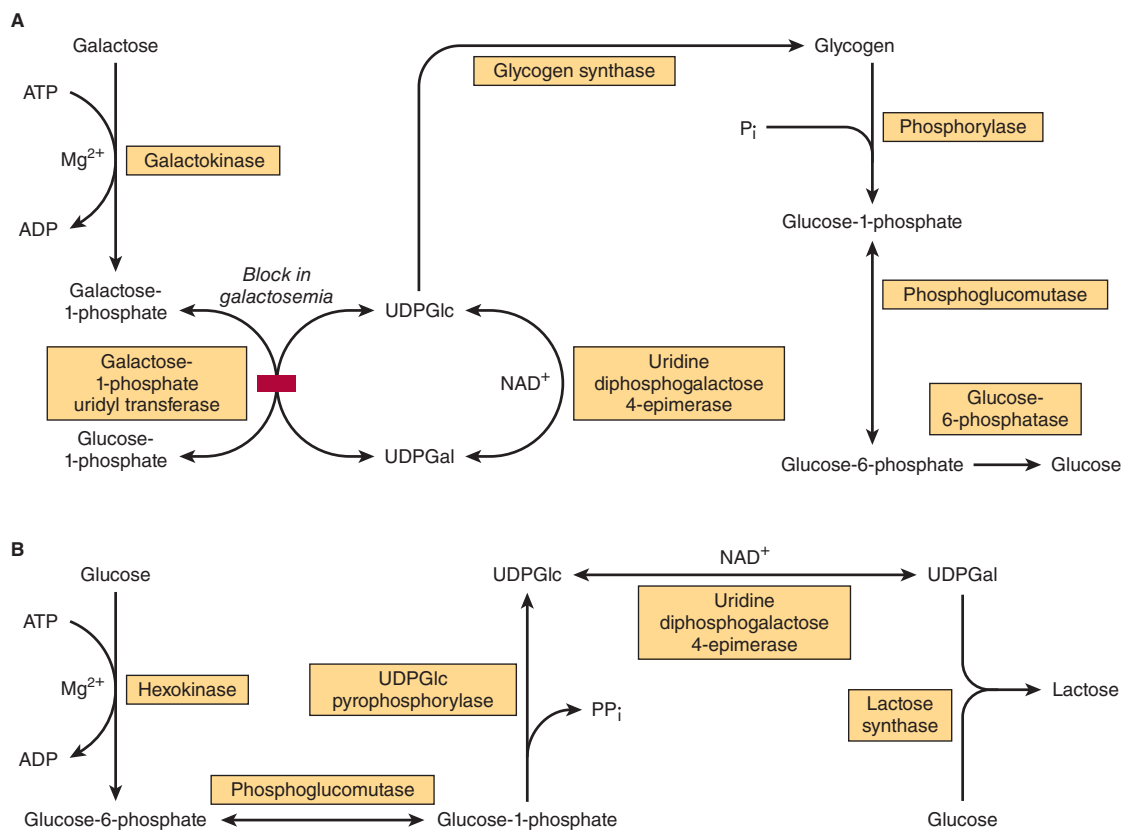 A
Galactose
Glycogen
Glycogen synthase
ATP
Pi
Phosphorylase
Mg2+
Galactokinase
ADP
Glucose-1-phosphate
Block in
galactosemia
Galactose-
1-phosphate
UDPGlc
Phosphoglucomutase
Galactose-
1-phosphate
uridyl transferase
NAD+
Uridine
diphosphogalactose
4-epimerase
Glucose-
6-phosphatase
Glucose-
1-phosphate
UDPGal
Glucose-6-phosphate
Glucose
B
Glucose
UDPGlc
NAD+
UDPGal
ATP
Uridine
diphosphogalactose
4-epimerase
Mg2+
Hexokinase
UDPGlc
pyrophosphorylase
PPi
Lactose
synthase
Lactose
ADP
Phosphoglucomutase
Glucose-6-phosphate
Glucose-1-phosphate
Glucose